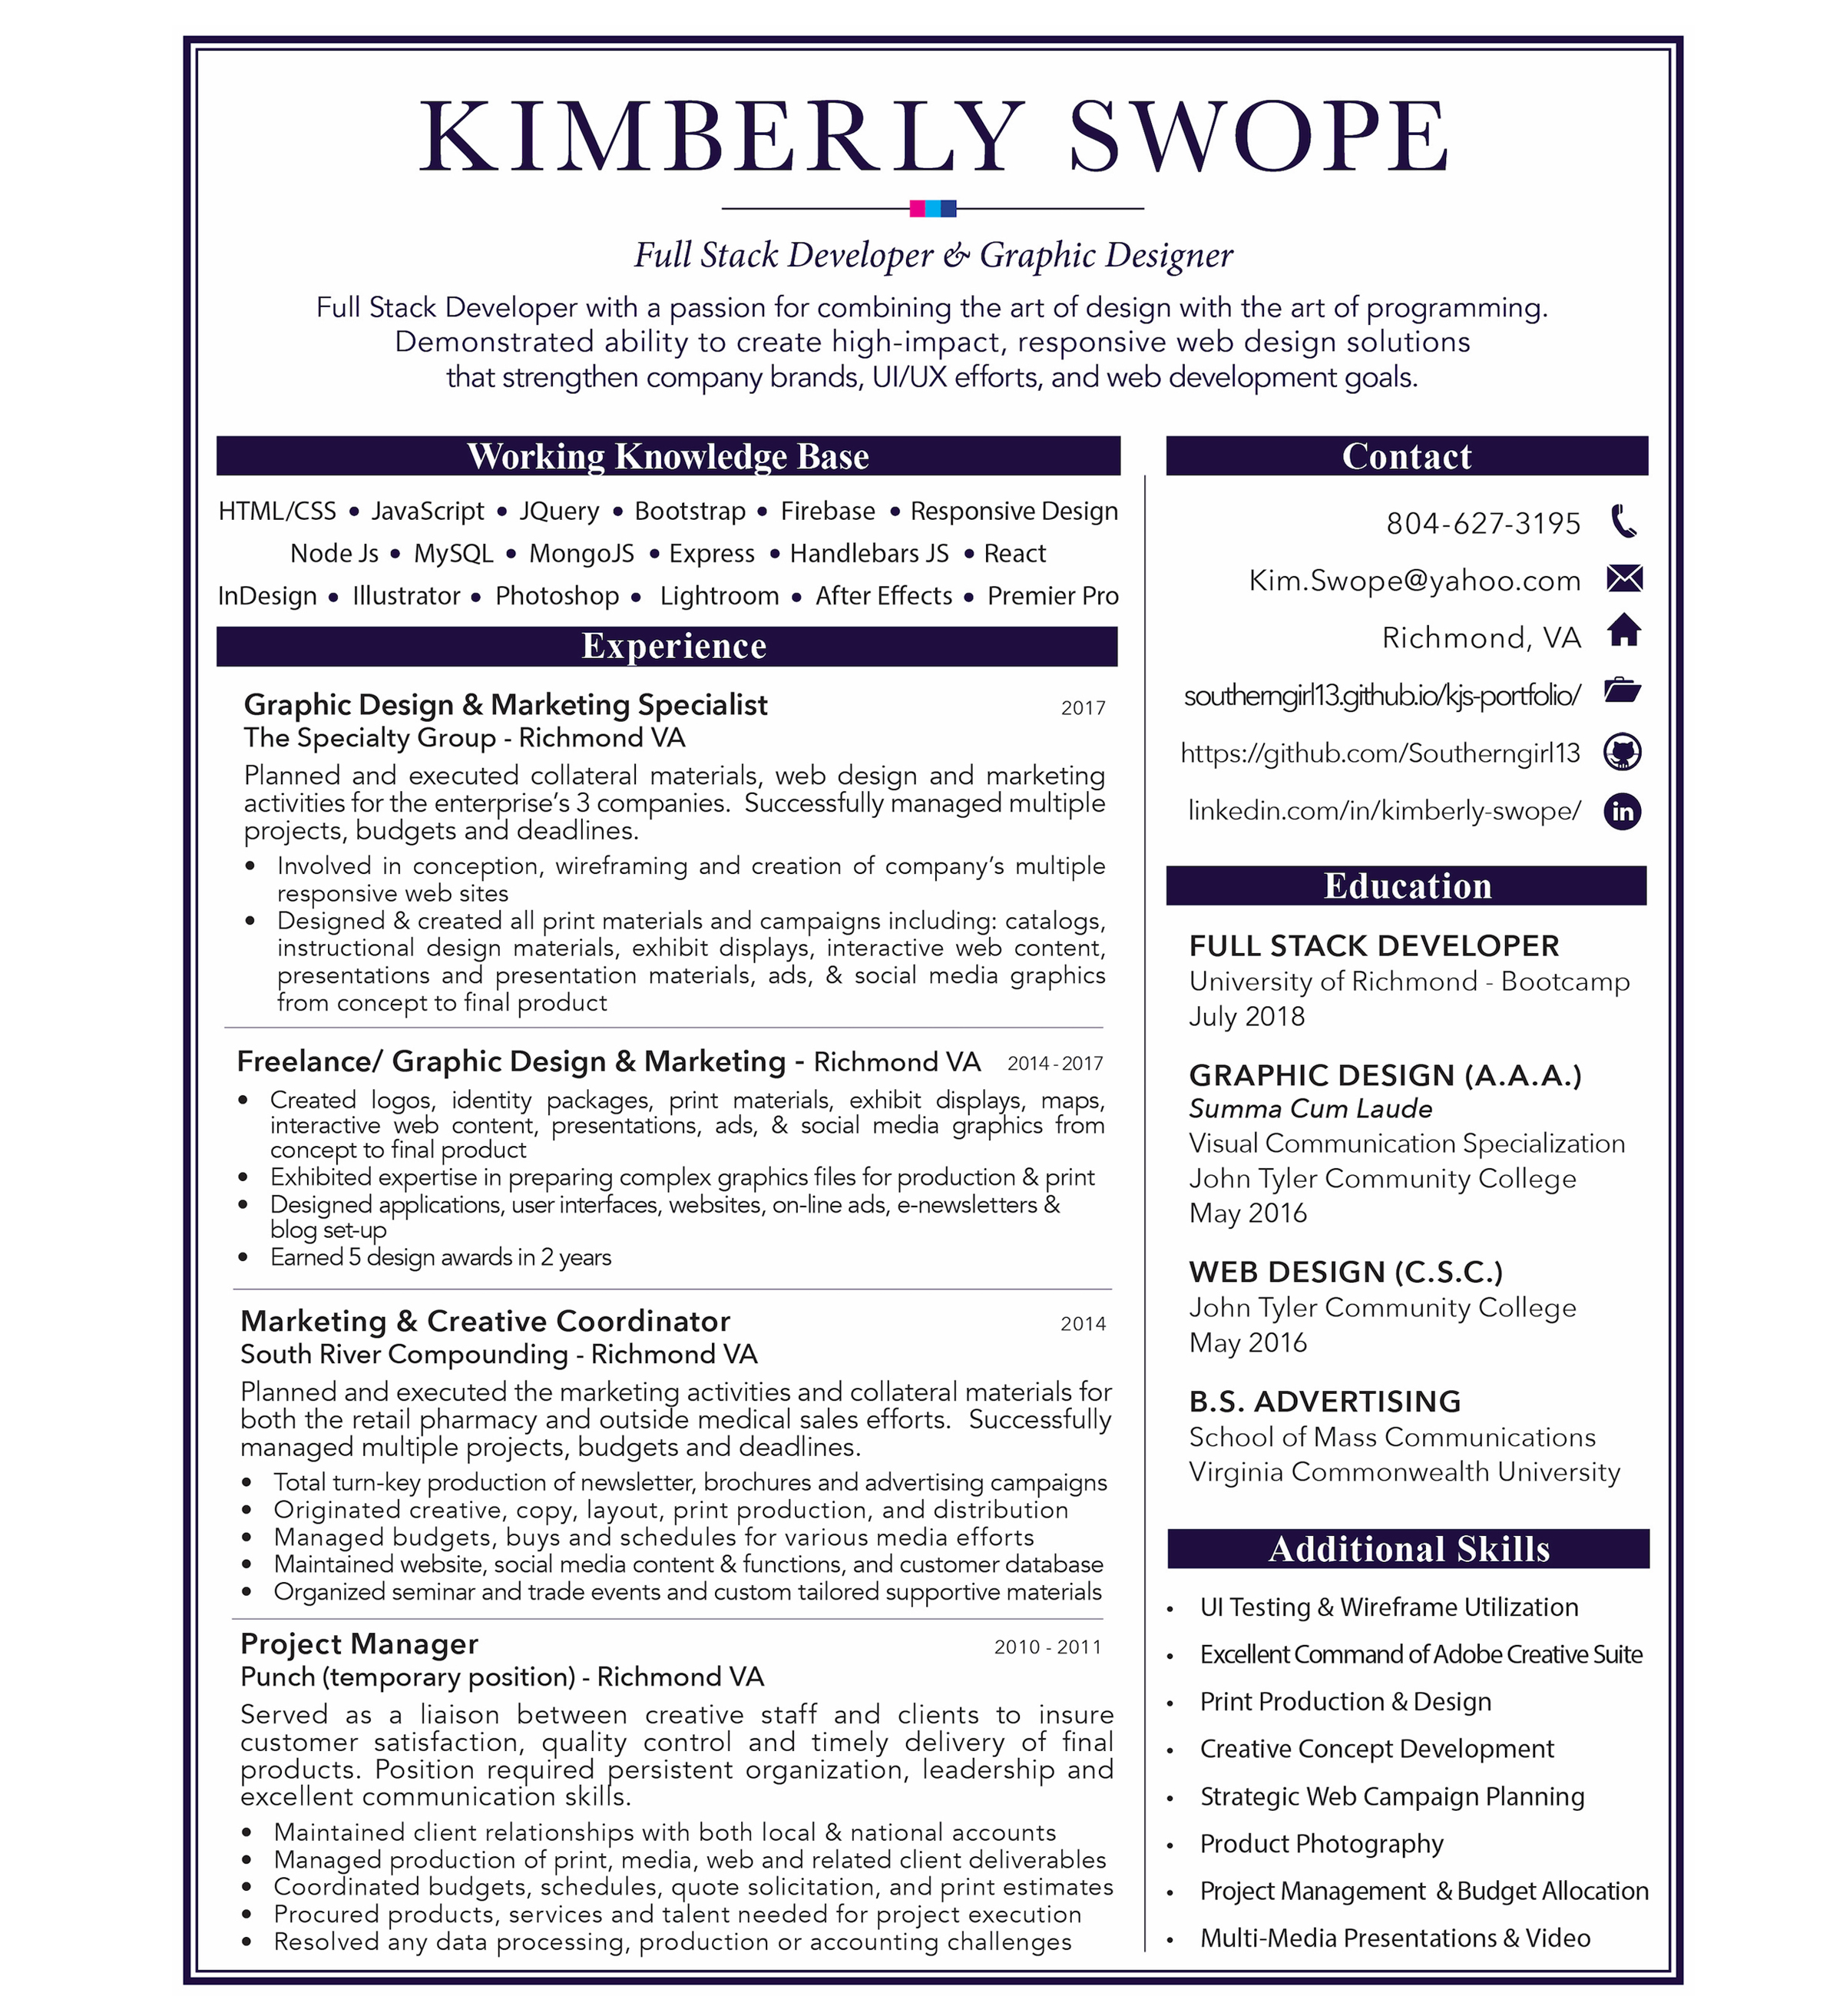 KIMBERLY SWOPE
Full Stack Developer & Graphic Designer
Full Stack Developer with a passion for combining the art of design with the art of programming.
Demonstrated ability to create high-impact, responsive web design solutions
that strengthen company brands, UI/UX efforts, and web development goals.
Working Knowledge Base
HTML/CSS • JavaScript • JQuery • Bootstrap • Firebase • Responsive Design
Node Js • MySQL • MongoJS • Express • Handlebars JS • React
InDesign • Illustrator • Photoshop • Lightroom • After Effects • Premier Pro
Experience
Graphic Design & Marketing Specialist 2017
The Specialty Group - Richmond VA
Planned and executed collateral materials, web design and marketing
activities for the enterprise's 3 companies. Successfully managed multiple
projects, budgets and deadlines.
• Involved in conception, wireframing and creation of company's multiple
responsive web sites
• Designed & created all print materials and campaigns including: catalogs,
instructional design materials, exhibit displays, interactive web content,
presentations and presentation materials, ads, & social media graphics
from concept to final product
Freelance/ Graphic Design & Marketing - Richmond VA 2014-2017
• Created logos, identity packages, print materials, exhibit displays, maps,
interactive web content, presentations, ads, & social media graphics from
concept to final product
• Exhibited expertise in preparing complex graphics files for production & print
• Designed applications, user interfaces, websites, on-line ads, e-newsletters &
blog set-up
• Earned 5 design awards in 2 years
Marketing & Creative Coordinator 2014
South River Compounding - Richmond VA
Planned and executed the marketing activities and collateral materials for
both the retail pharmacy and outside medical sales efforts. Successfully
managed multiple projects, budgets and deadlines.
• Total turn-key production of newsletter, brochures and advertising campaigns
• Originated creative, copy, layout, print production, and distribution
• Managed budgets, buys and schedules for various media efforts
• Maintained website, social media content & functions, and customer database
• Organized seminar and trade events and custom tailored supportive materials
Project Manager 2010 - 2011
Punch (temporary position) - Richmond VA
Served as a liaison between creative staff and clients to insure
customer satisfaction, quality control and timely delivery of final
products. Position required persistent organization, leadership and
excellent communication skills.
• Maintained client relationships with both local & national accounts
• Managed production of print, media, web and related client deliverables
• Coordinated budgets, schedules, quote solicitation, and print estimates
• Procured products, services and talent needed for project execution
• Resolved any data processing, production or accounting challenges
Contact
804-627-3195
Kim.Swope@yahoo.com
Richmond, VA
southerngirl13.github.io/kjs-portfolio/
https://github.com/Southerngirl13
linkedin.com/in/kimberly-swope/
in
Education
FULL STACK DEVELOPER
University of Richmond - Bootcamp
July 2018
GRAPHIC DESIGN (A.A.A.)
Summa Cum Laude
Visual Communication Specialization
John Tyler Community College
May 2016
WEB DESIGN (C.S.C.)
John Tyler Community College
May 2016
B.S. ADVERTISING
School of Mass Communications
Virginia Commonwealth University
Additional Skills
• UI Testing & Wireframe Utilization
• Excellent Command of Adobe Creative Suite
• Print Production & Design
• Creative Concept Development
• Strategic Web Campaign Planning
• Product Photography
• Project Management & Budget Allocation
• Multi-Media Presentations & Video